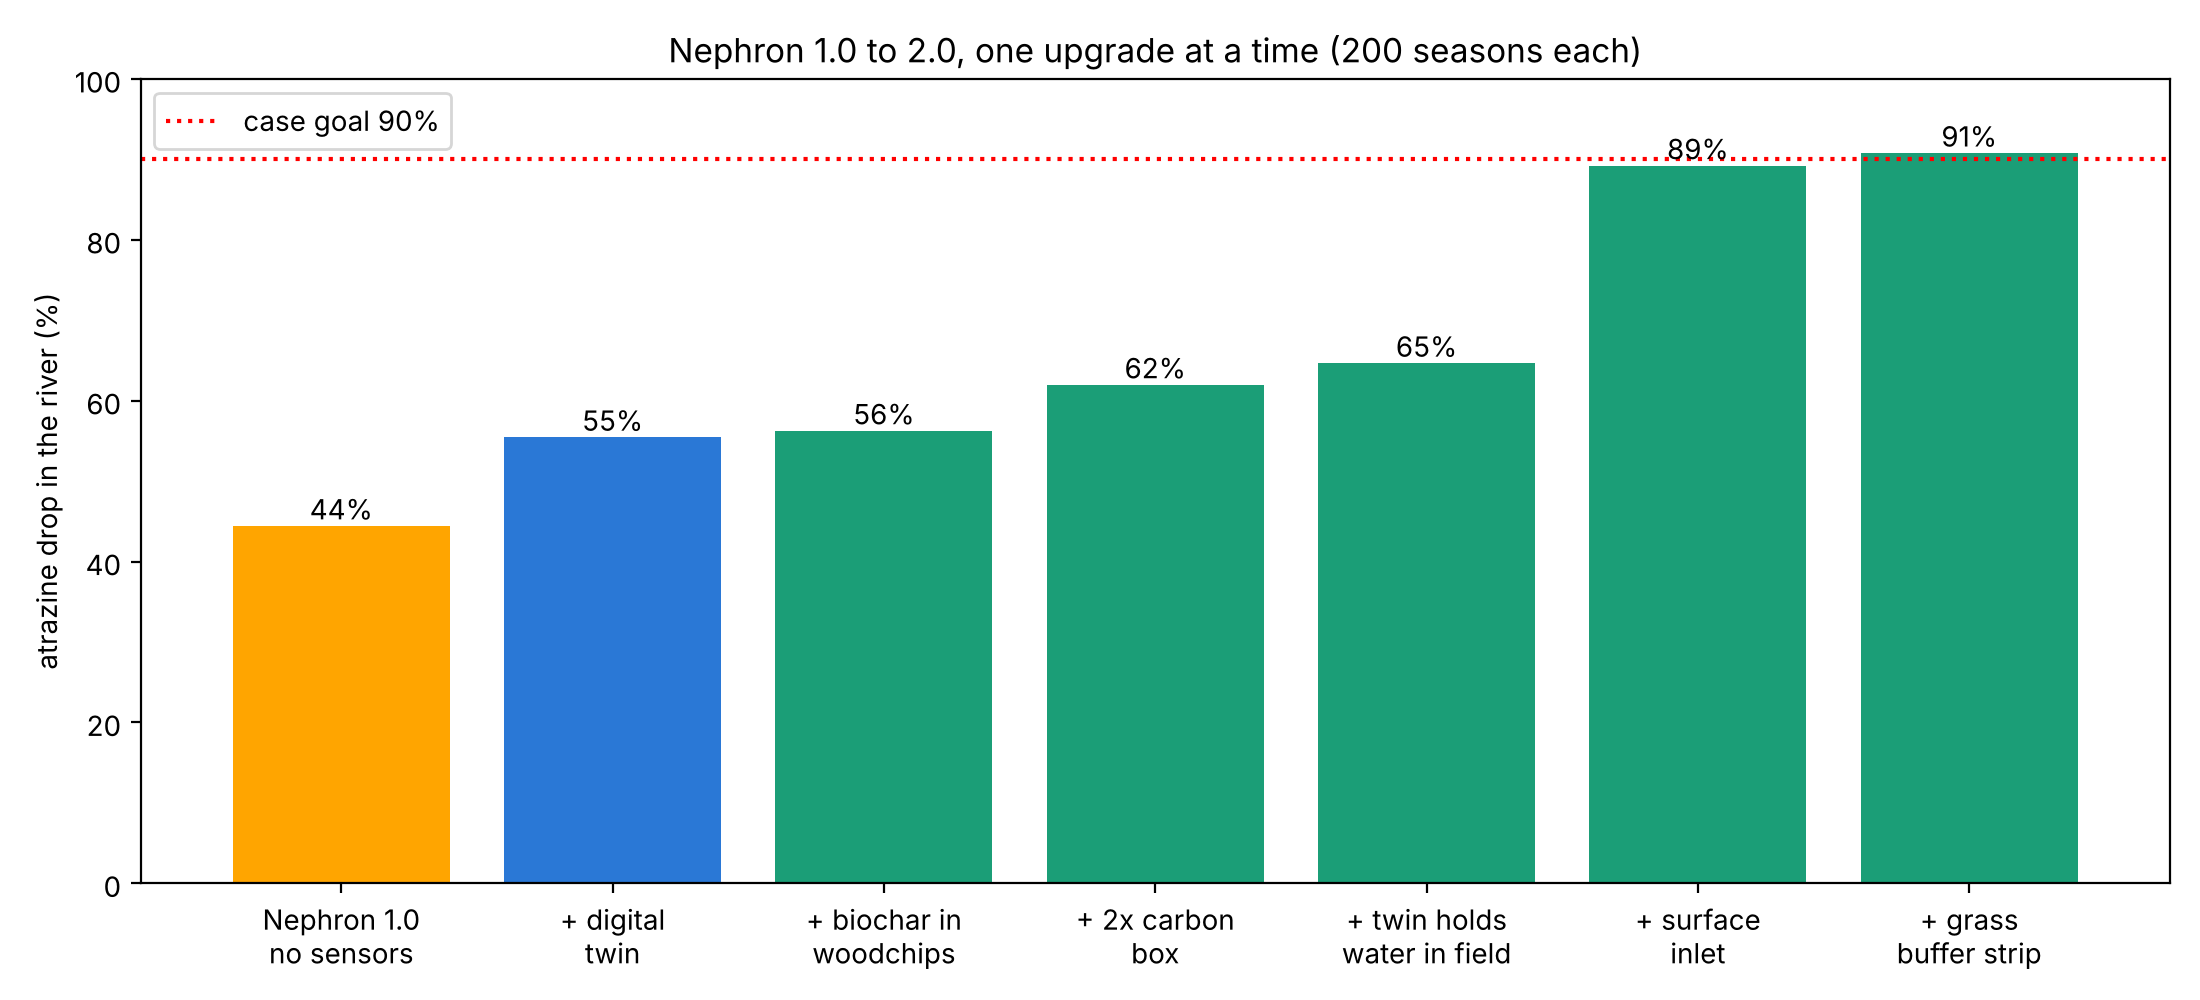 Nephron 1.0 to 2.0, one upgrade at a time (200 seasons each)
case goal 90%
atrazine drop in the river (%)
100
80
60
40
20
0
44%
55%
56%
62%
65%
89%
91%
Nephron 1.0
no sensors
+ digital
twin
+ biochar in
woodchips
+ 2x carbon
box
+ twin holds
water in field
+ surface
inlet
+ grass
buffer strip